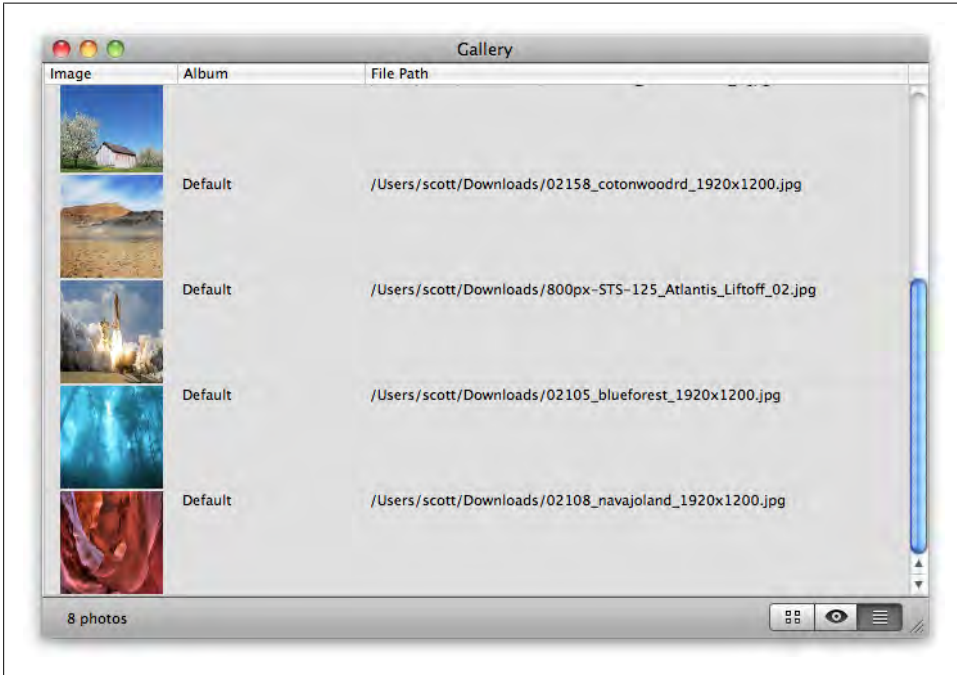 Gallery
Image Album File Path
Default /Users/scott/Downloads/02158_cotonwoodrd_1920x1200.jpg
Default /Users/scott/Downloads/800px-STS-125_Atlantis_Liftoff_02.jpg
Default /Users/scott/Downloads/02105_blueforest_1920x1200.jpg
Default /Users/scott/Downloads/02108_navajoland_1920x1200.jpg
8 photos